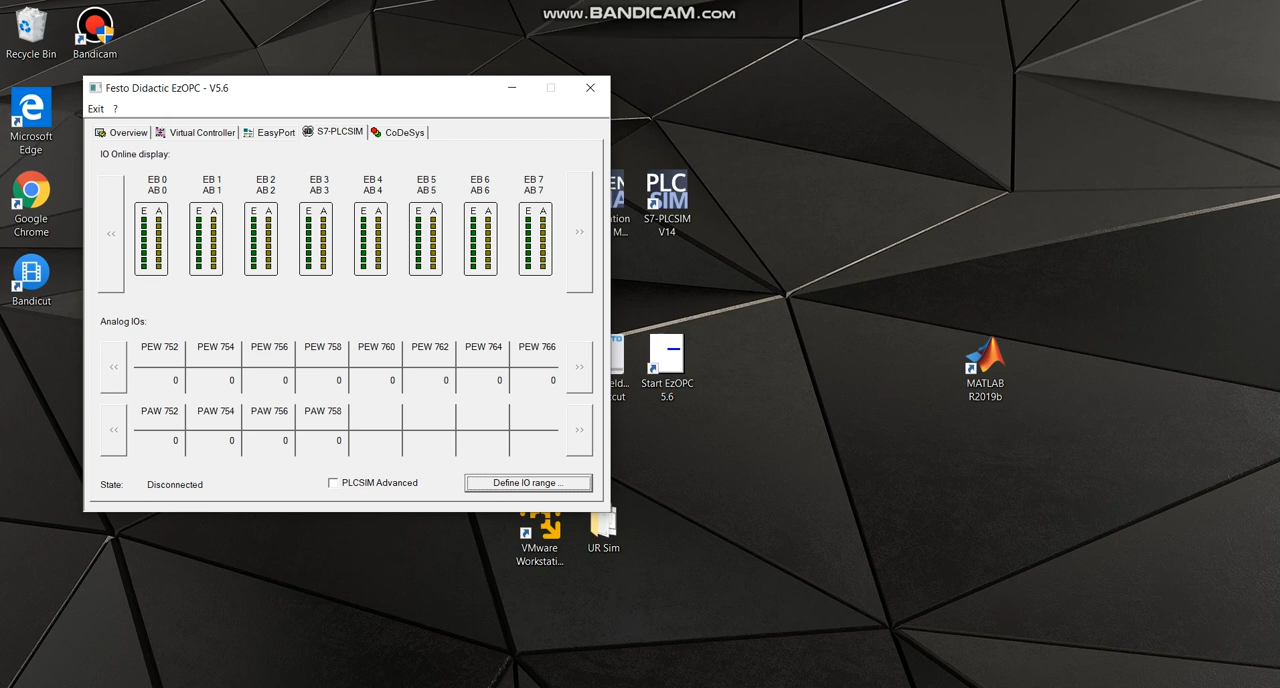 www.BANDICAM.com
Recycle Bin
Bandicam
Microsoft
Edge
Google
Chrome
Bandicut
Festo Didactic EzOPC - V5.6
Exit ?
Overview
Virtual Controller
EasyPort
S7-PLCSIM
CoDeSys
IO Online display:
EB 0 EB 1 EB 2 EB 3 EB 4 EB 5 EB 6 EB 7
AB 0 AB 1 AB 2 AB 3 AB 4 AB 5 AB 6 AB 7
E A E A E A E A E A E A E A E A
<< >>
Analog IOs:
PEW 752 PEW 754 PEW 756 PEW 758 PEW 760 PEW 762 PEW 764 PEW 766
<< >>
0 0 0 0 0 0 0 0
PAW 752 PAW 754 PAW 756 PAW 758
<< >>
0 0 0 0
State: Disconnected
PLCSIM Advanced
Define IO range ...
PLC
SIM
S7-PLCSIM
V14
Start EzOPC
5.6
MATLAB
R2019b
VMware
Workstati...
UR Sim